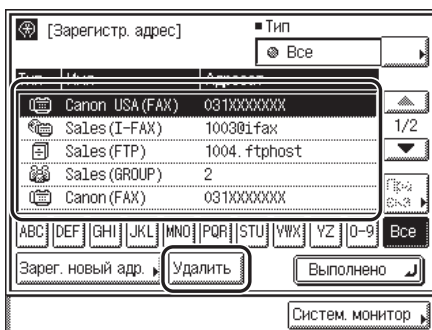 [Зарегистр. адрес]
■Тип
Все
Тип Имя Адресат
Canon USA(FAX) 031XXXXXXX
Sales(I-FAX) 1003@ifax
1/2
Sales(FTP) 1004.ftphost
Sales(GROUP) 2
Canon(FAX) 031XXXXXXX
ABC DEF GHI JKL MNO PQR STU VWX YZ 0-9 Все
Зарег. новый адр. Удалить Выполнено
Систем. монитор